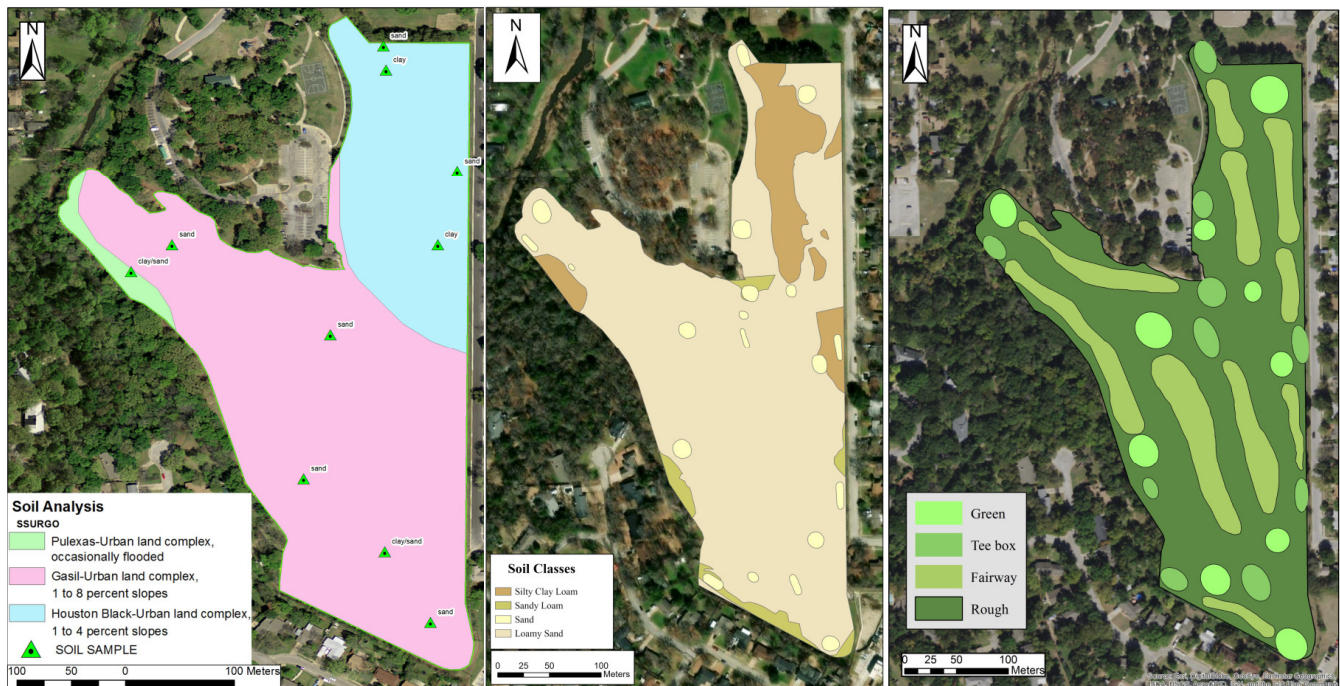 N
sand
clay
sand
clay
sand
clay/sand
sand
sand
clay/sand
sand
Soil Analysis
SSURGO
Pulexas-Urban land complex,
occasionally flooded
Gasil-Urban land complex,
1 to 8 percent slopes
Houston Black-Urban land complex,
1 to 4 percent slopes
SOIL SAMPLE
100 50 0 100 Meters
N
Soil Classes
Silty Clay Loam
Sandy Loam
Sand
Loamy Sand
100 50 0 100
Meters
N
Green
Tee box
Fairway
Rough
0 25 50 100
Meters